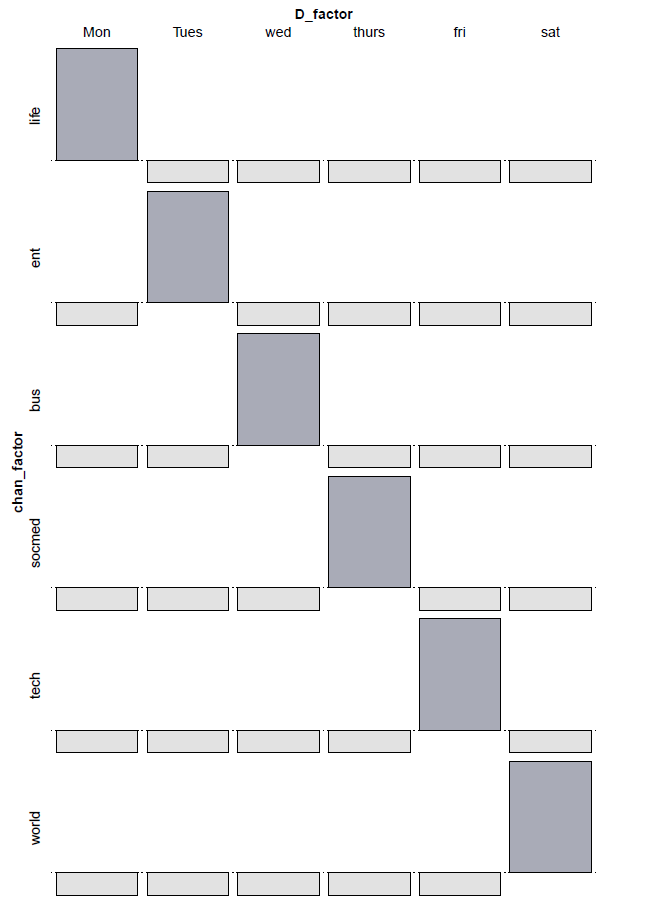 D_factor
Mon Tues wed thurs fri sat
life
ent
bus
chan_factor
socmed
tech
world